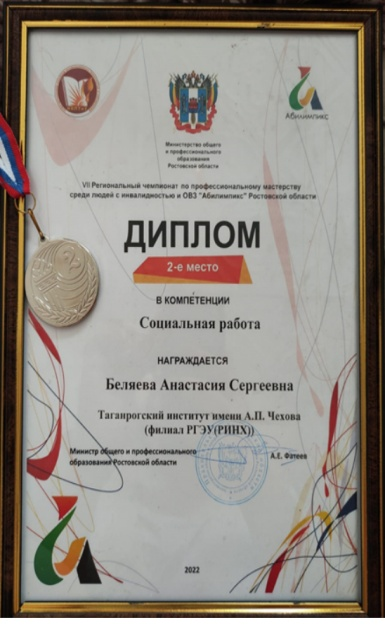 Абилимпикс
Министерство общего
и профессионального
образования
Ростовской области
VII Региональный чемпионат по профессиональному мастерству
среди людей с инвалидностью и ОВЗ "Абилимпикс" Ростовской области
ДИПЛОМ
2-е место
В КОМПЕТЕНЦИИ
Социальная работа
НАГРАЖДАЕТСЯ
Беляева Анастасия Сергеевна
Таганрогский институт имени А.П. Чехова
(филиал РГЭУ(РИНХ))
Министр общего и профессионального
образования Ростовской области
А.Е. Фатеев
2022